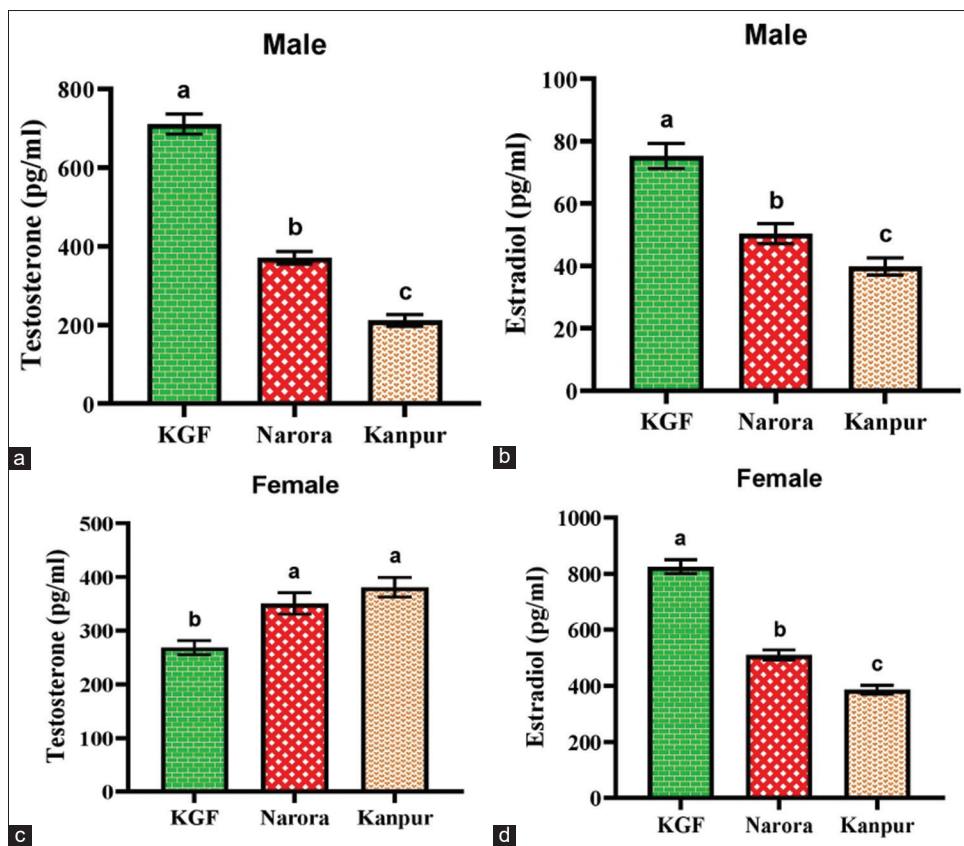 Male
Testosterone (pg/ml)
800
600
400
200
0
a
b
c
KGF Narora Kanpur
a
Male
Estradiol (pg/ml)
100
80
60
40
20
0
a
b
c
KGF Narora Kanpur
b
Female
Testosterone (pg/ml)
500
400
300
200
100
0
b
a
a
KGF Narora Kanpur
c
Female
Estradiol (pg/ml)
1000
800
600
400
200
0
a
b
c
KGF Narora Kanpur
d